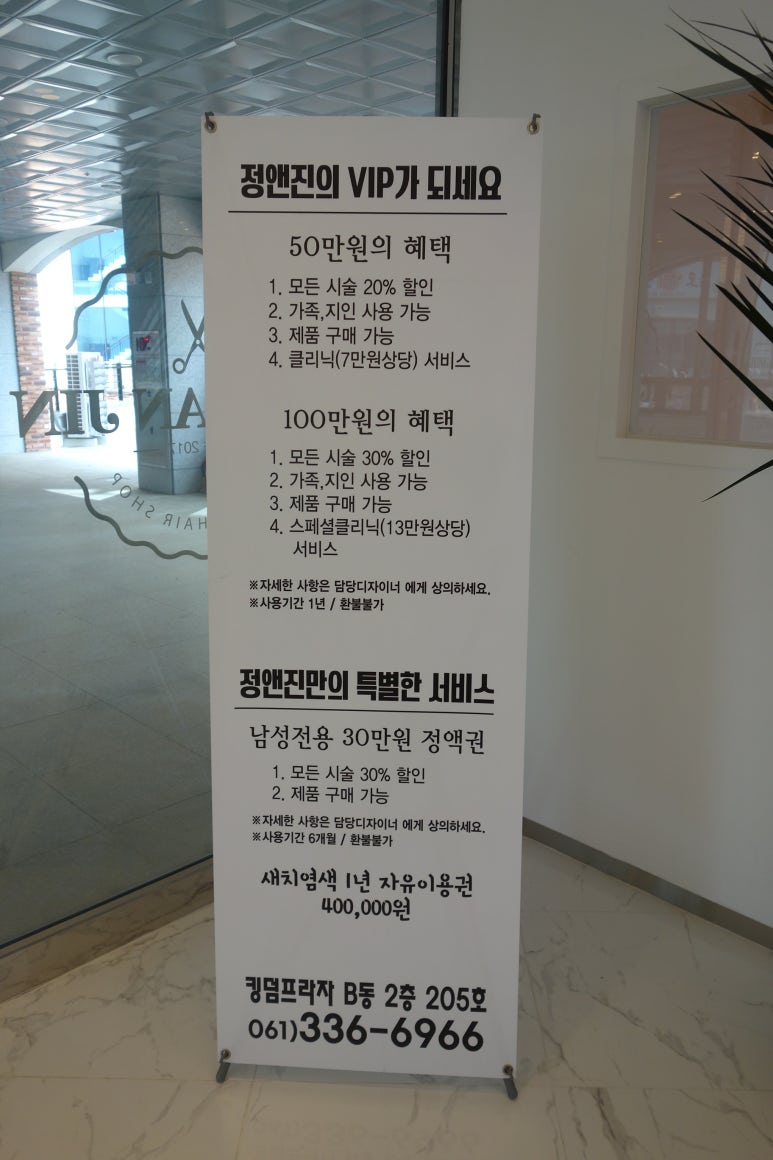 정앤진의 VIP가 되세요
50만원의 혜택
1. 모든 시술 20% 할인
2. 가족,지인 사용 가능
3. 제품 구매 가능
4. 클리닉(7만원상당) 서비스
100만원의 혜택
1. 모든 시술 30% 할인
2. 가족,지인 사용 가능
3. 제품 구매 가능
4. 스페셜클리닉(13만원상당)
서비스
※자세한 사항은 담당디자이너 에게 상의하세요.
※사용기간 1년 / 환불불가
정앤진만의 특별한 서비스
남성전용 30만원 정액권
1. 모든 시술 30% 할인
2. 제품 구매 가능
※자세한 사항은 담당디자이너 에게 상의하세요.
※사용기간 6개월 / 환불불가
새치염색 1년 자유이용권
400,000원
킹덤프라자 B동 2층 205호
061)336-6966
AN JIN
2017
HAIR SHOP